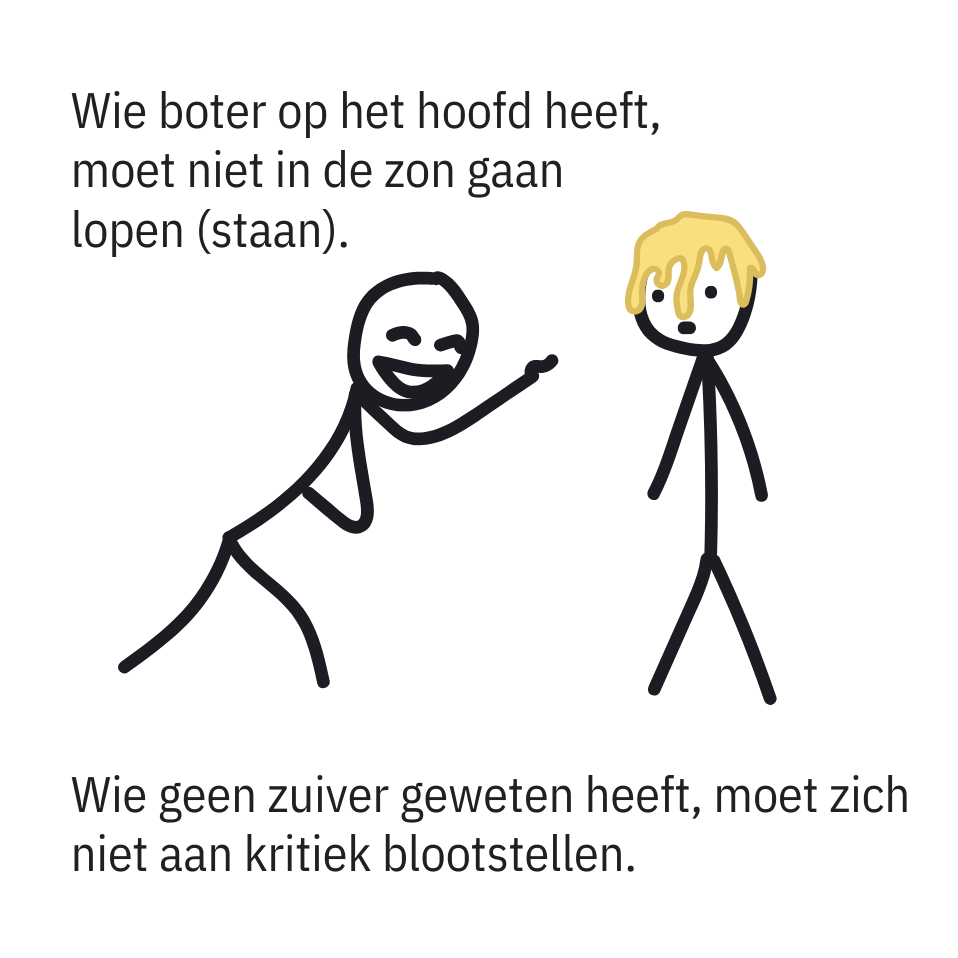 Wie boter op het hoofd heeft,
moet niet in de zon gaan
lopen (staan).
Wie geen zuiver geweten heeft, moet zich
niet aan kritiek blootstellen.